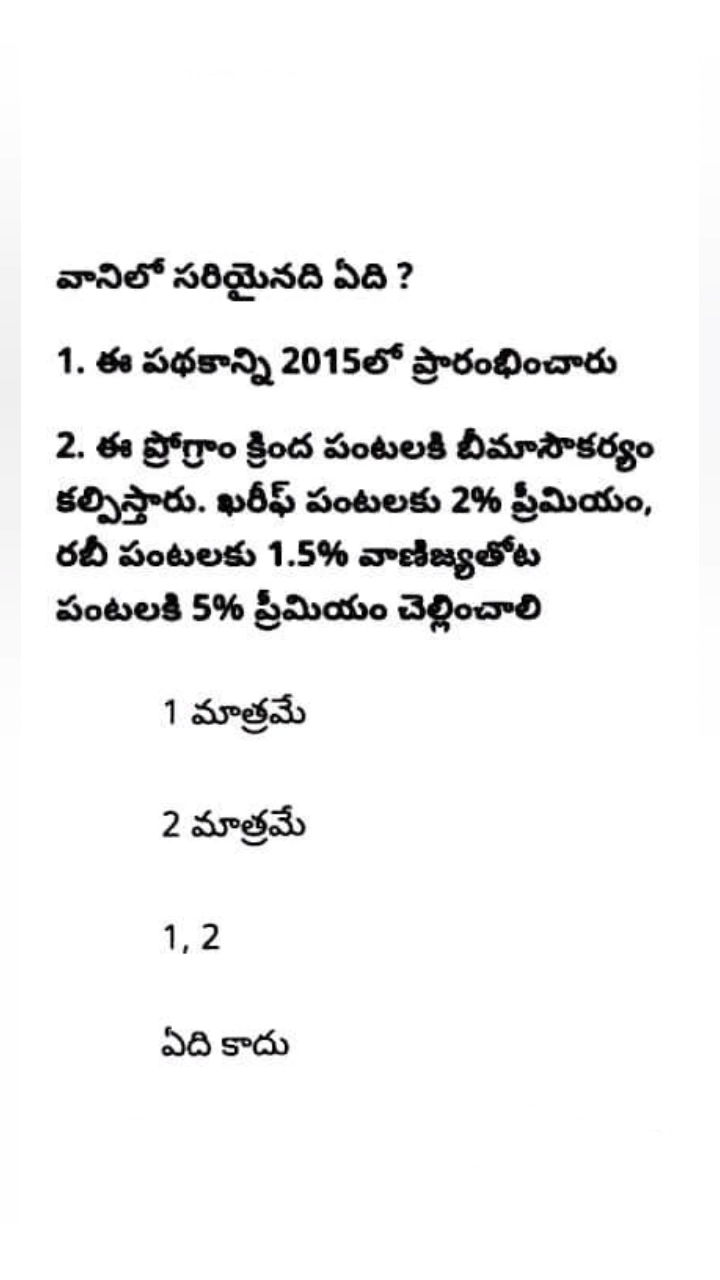 వానిలో సరియైనది ఏది ?
1. ఈ పథకాన్ని 2015లో ప్రారంభించారు
2. ఈ ప్రోగ్రాం క్రింద పంటలకి బీమాసౌకర్యం
కల్పిస్తారు. ఖరీఫ్ పంటలకు 2% ప్రీమియం,
రబీ పంటలకు 1.5% వాణిజ్యతోట
పంటలకి 5% ప్రీమియం చెల్లించాలి
1 మాత్రమే
2 మాత్రమే
1, 2
ఏది కాదు